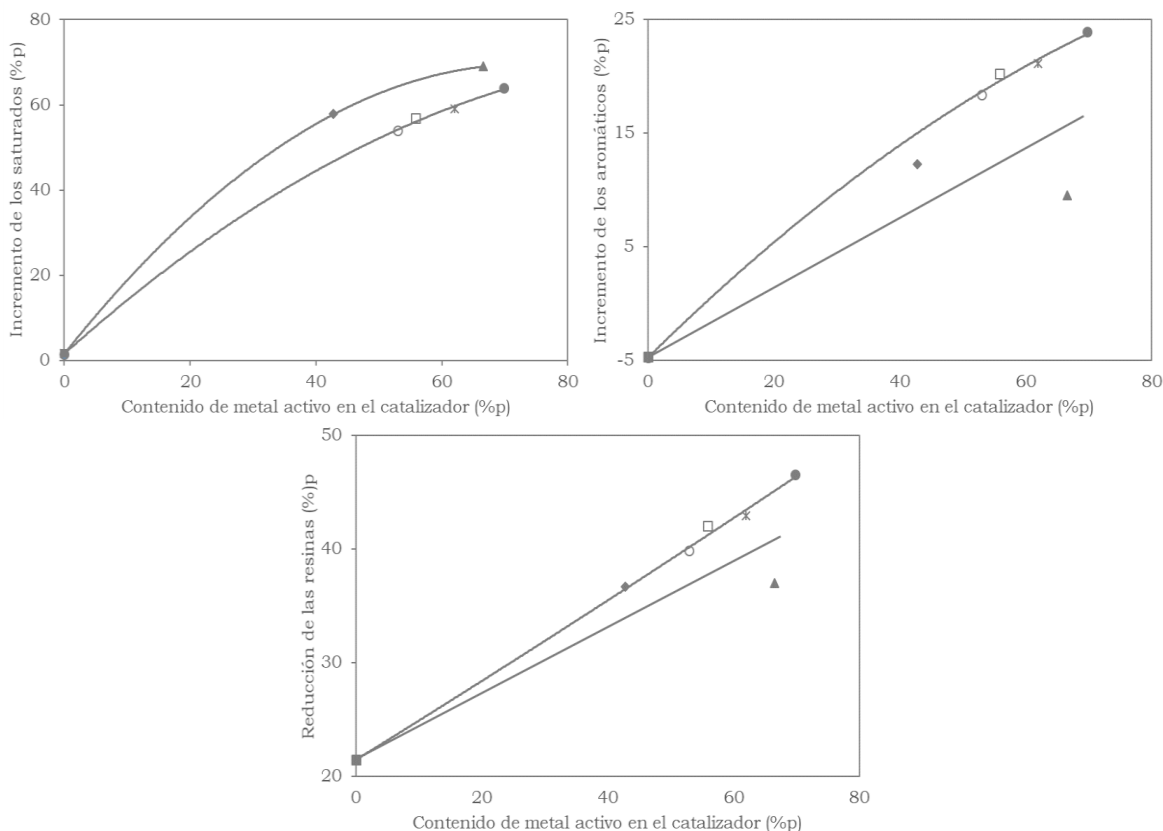 Incremento de los saturados (%p)
80
60
40
20
0
0 20 40 60 80
Contenido de metal activo en el catalizador (%p)
Incremento de los aromáticos (%p)
25
15
5
-5
0 20 40 60 80
Contenido de metal activo en el catalizador (%p)
Reducción de las resinas (%)p
50
40
30
20
0 20 40 60 80
Contenido de metal activo en el catalizador (%p)